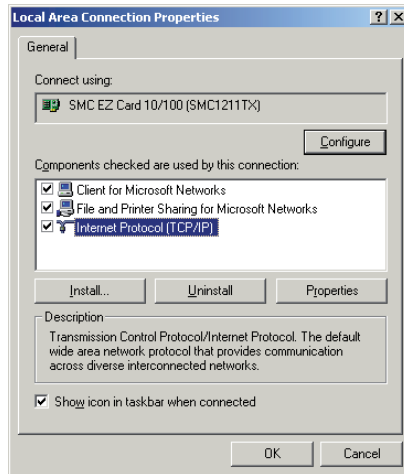 Local Area Connection Properties
General
Connect using:
SMC EZ Card 10/100 (SMC1211TX)
Configure
Components checked are used by this connection:
Client for Microsoft Networks
File and Printer Sharing for Microsoft Networks
Internet Protocol (TCP/IP)
Install... Uninstall Properties
Description
Transmission Control Protocol/Internet Protocol. The default
wide area network protocol that provides communication
across diverse interconnected networks.
Show icon in taskbar when connected
OK Cancel